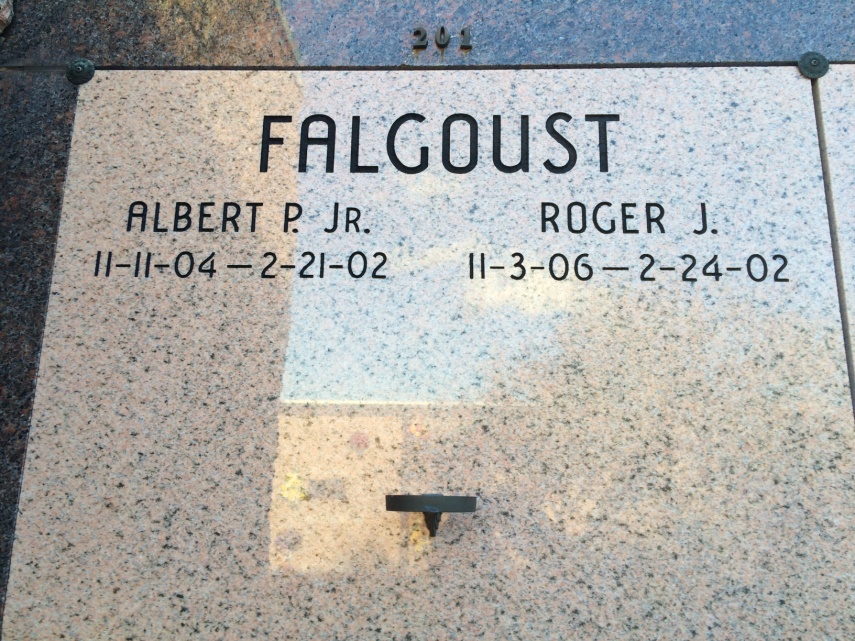 201
FALGOUST
ALBERT P. JR. ROGER J.
11-11-04 — 2-21-02 11-3-06 — 2-24-02